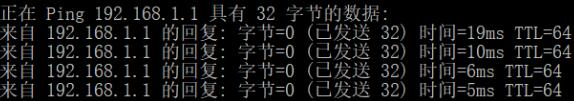 正在 Ping 192.168.1.1 具有 32 字节的数据:
来自 192.168.1.1 的回复: 字节=0 (已发送 32) 时间=19ms TTL=64
来自 192.168.1.1 的回复: 字节=0 (已发送 32) 时间=10ms TTL=64
来自 192.168.1.1 的回复: 字节=0 (已发送 32) 时间=6ms TTL=64
来自 192.168.1.1 的回复: 字节=0 (已发送 32) 时间=5ms TTL=64